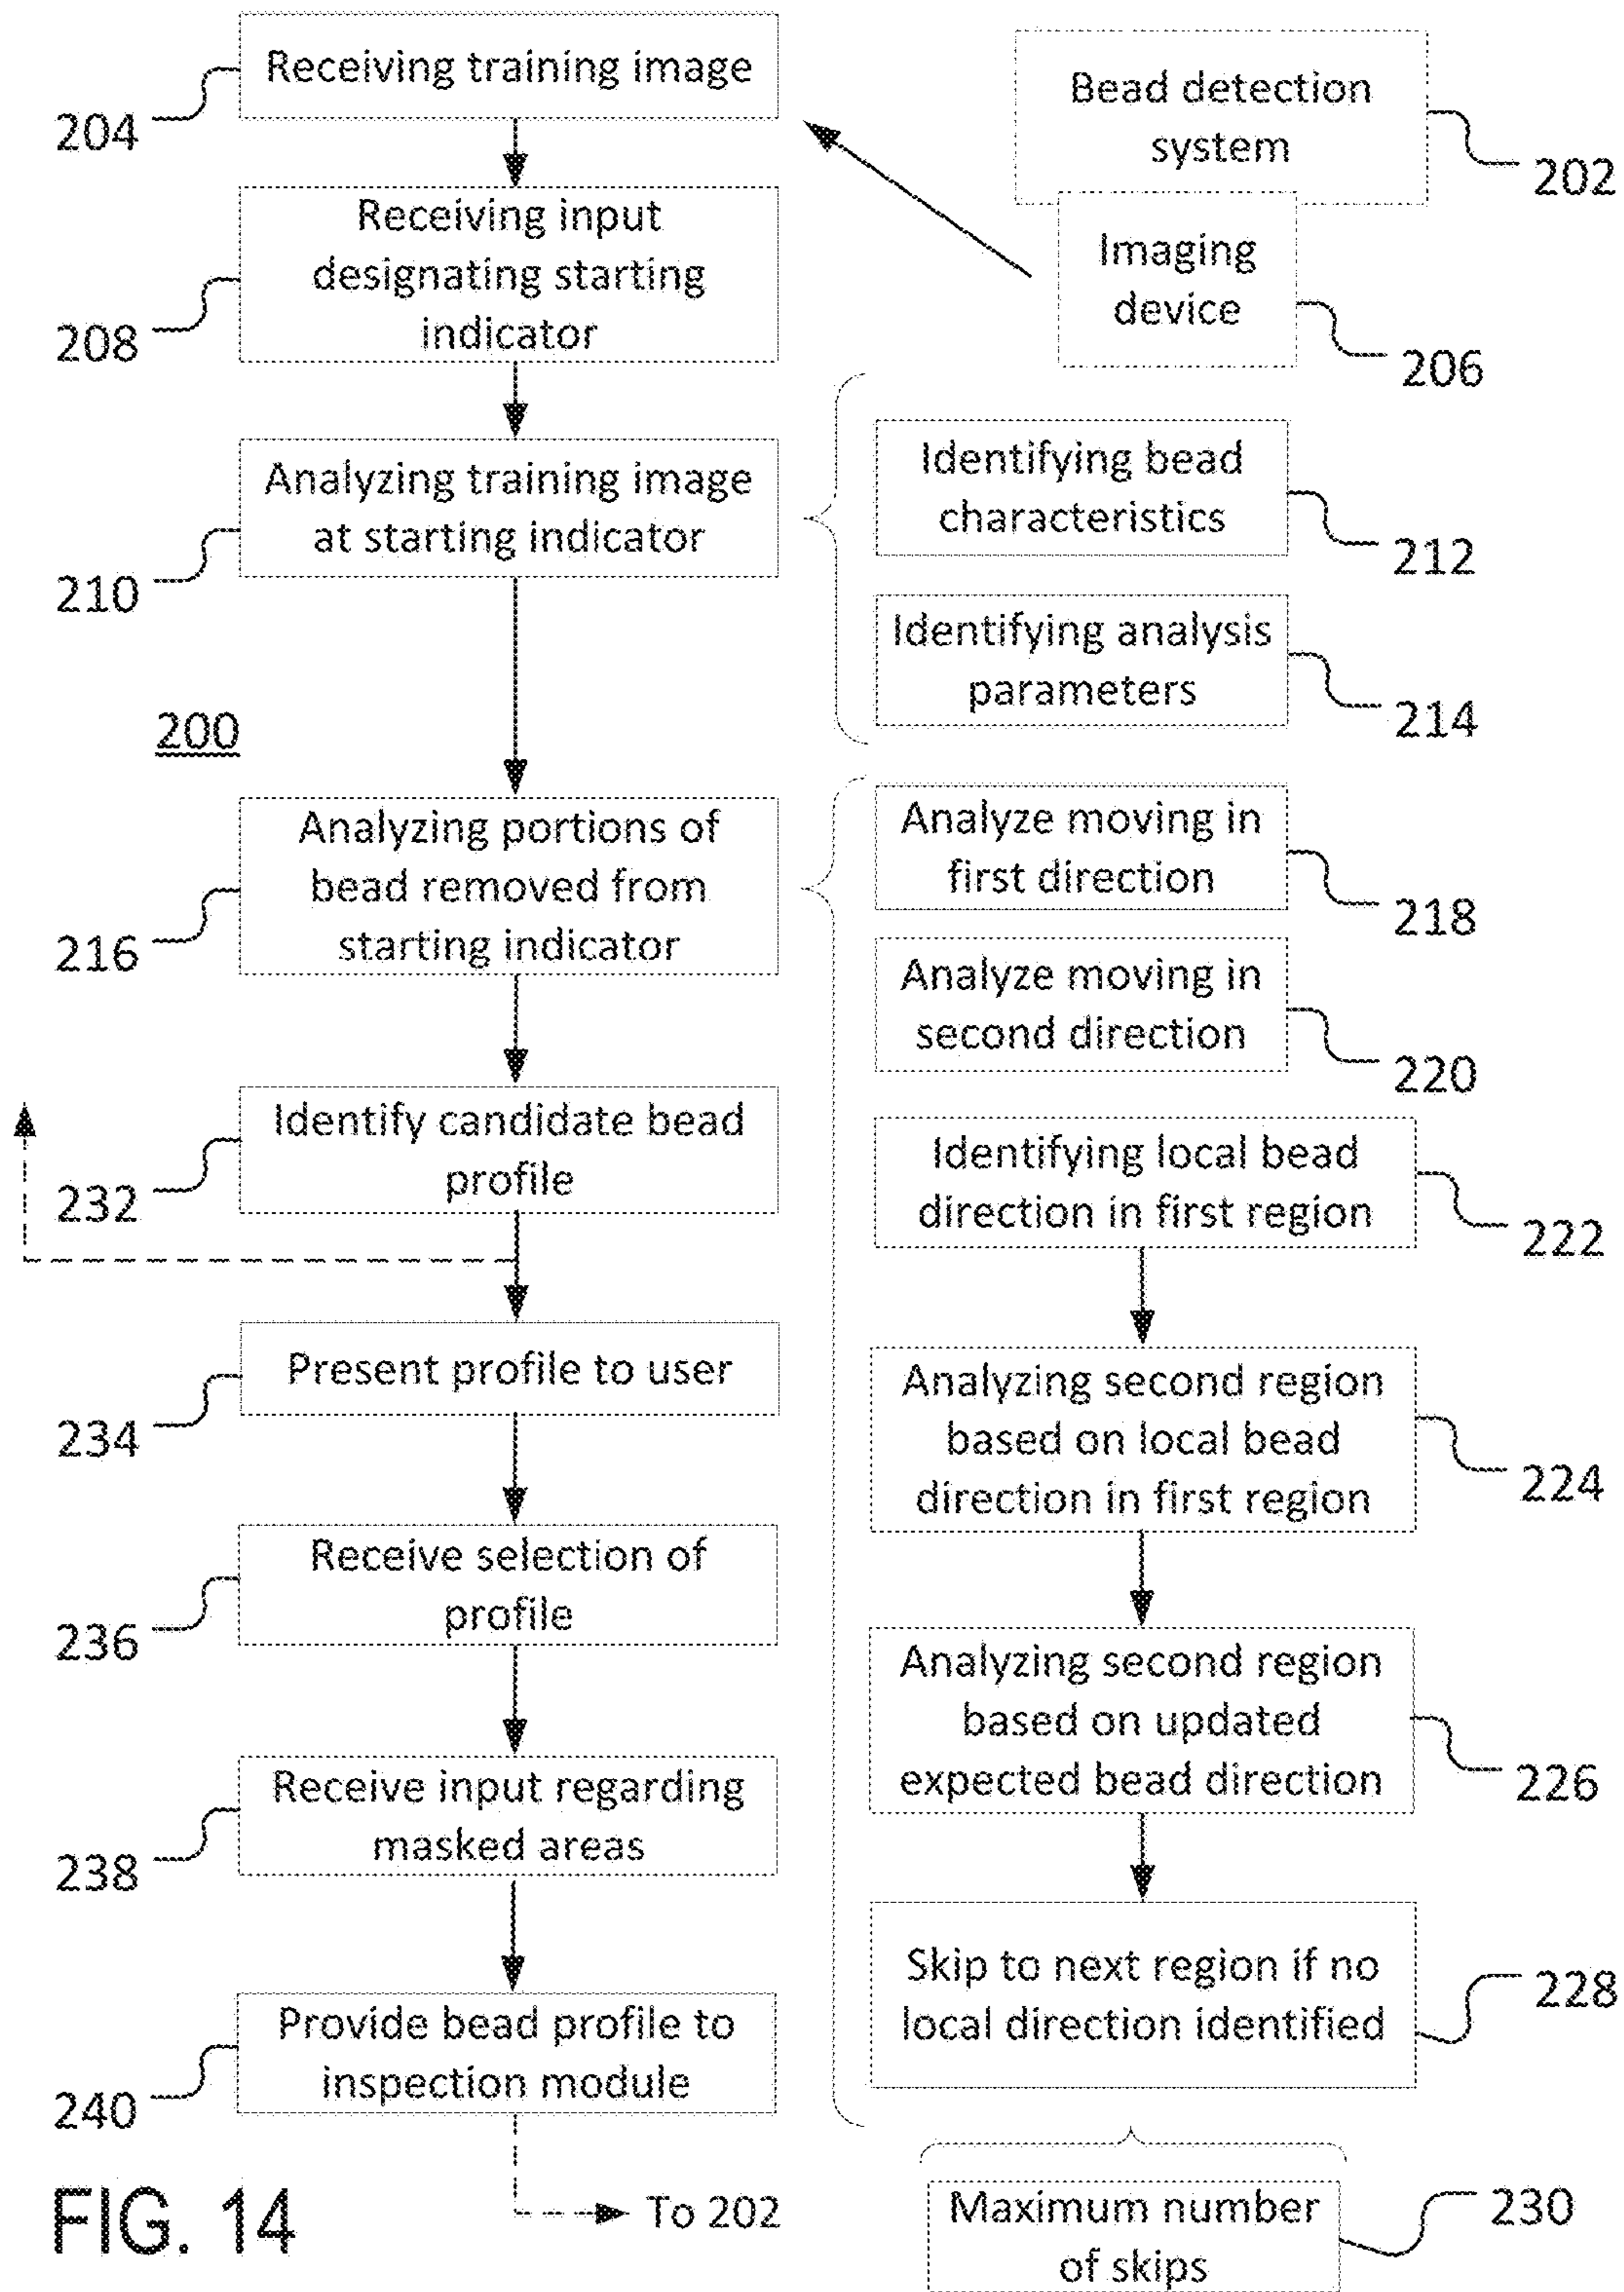 Receiving training image
204
Bead detection
system
202
Receiving input
designating starting
indicator
208
Imaging
device
206
Analyzing training image
at starting indicator
210
Identifying bead
characteristics
212
Identifying analysis
parameters
214
200
Analyzing portions of
bead removed from
starting indicator
216
Analyze moving in
first direction
218
Analyze moving in
second direction
220
Identify candidate bead
profile
232
Identifying local bead
direction in first region
222
Present profile to user
234
Analyzing second region
based on local bead
direction in first region
224
Receive selection of
profile
236
Analyzing second region
based on updated
expected bead direction
226
Receive input regarding
masked areas
238
Skip to next region if no
local direction identified
228
Provide bead profile to
inspection module
240
To 202
Maximum number
of skips
230
FIG. 14